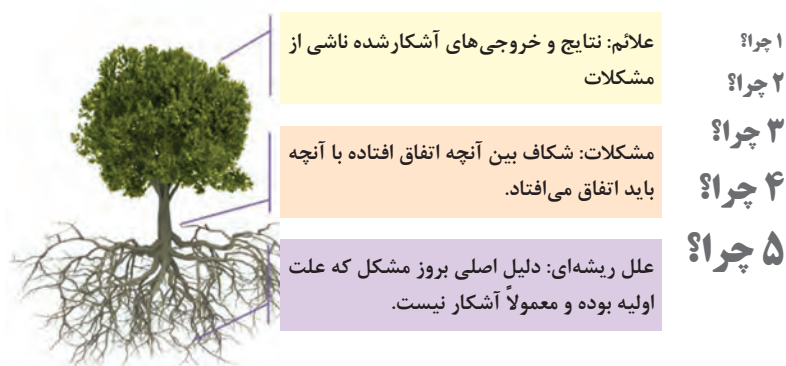 ۱ چرا؟
۲ چرا؟
۳ چرا؟
۴ چرا؟
۵ چرا؟
علائم: نتایج و خروجی‌های آشکارشده ناشی از
مشکلات
مشکلات: شکاف بین آنچه اتفاق افتاده با آنچه
باید اتفاق می‌افتاد.
علل ریشه‌ای: دلیل اصلی بروز مشکل که علت
اولیه بوده و معمولاً آشکار نیست.